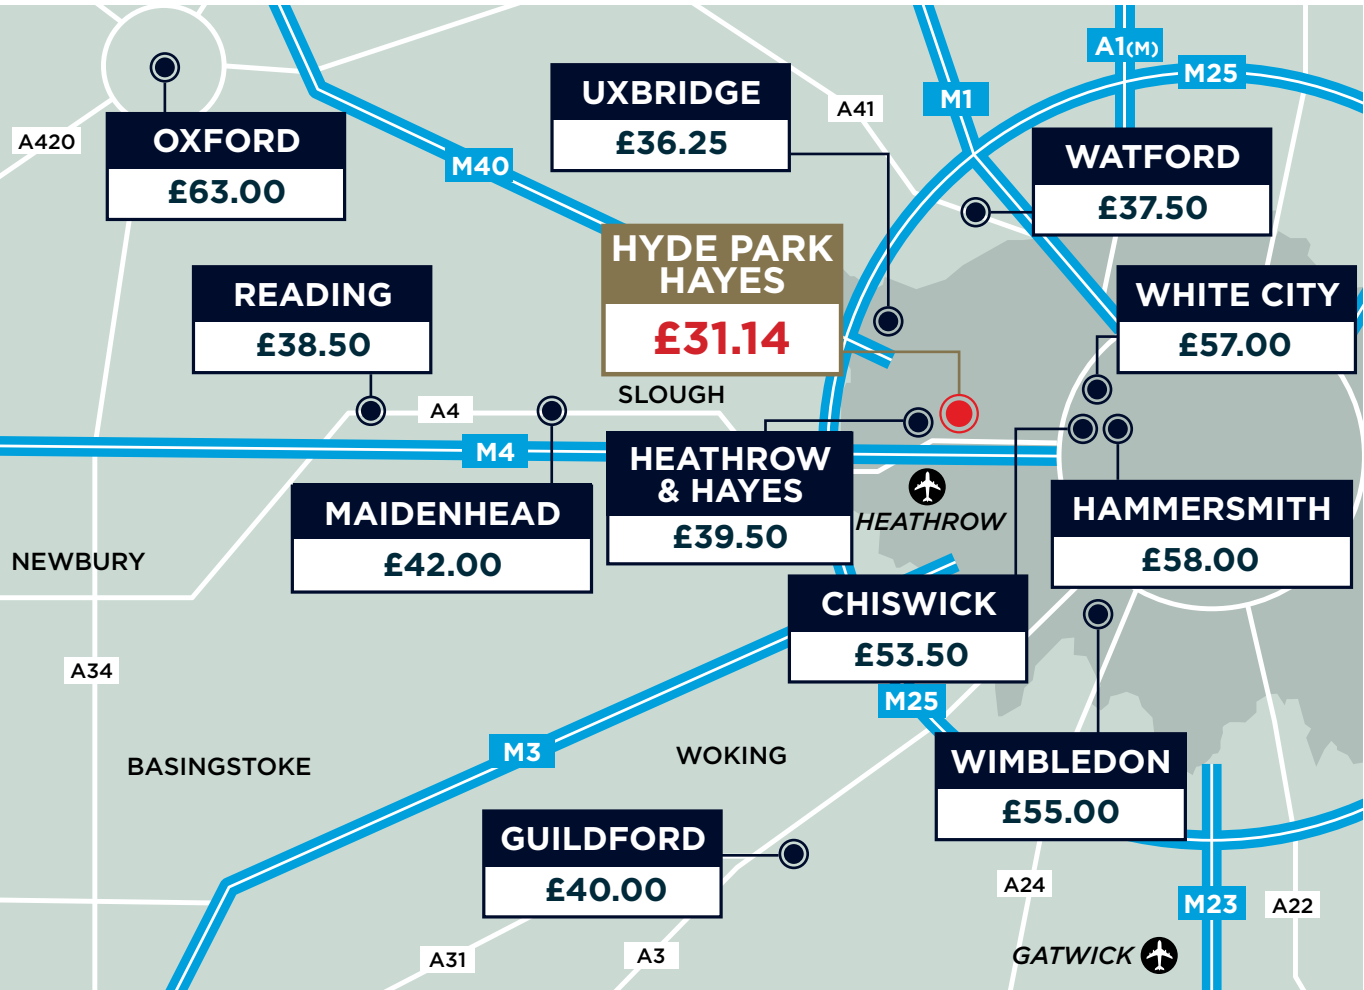 A1(M)
M25
UXBRIDGE
£36.25
A41
M1
A420
OXFORD
£63.00
M40
WATFORD
£37.50
HYDE PARK
HAYES
£31.14
READING
£38.50
WHITE CITY
£57.00
SLOUGH
A4
M4
HEATHROW
& HAYES
£39.50
MAIDENHEAD
£42.00
HEATHROW
HAMMERSMITH
£58.00
NEWBURY
CHISWICK
£53.50
A34
M25
M3
WOKING
BASINGSTOKE
WIMBLEDON
£55.00
GUILDFORD
£40.00
A24
M23
A22
A31
A3
GATWICK